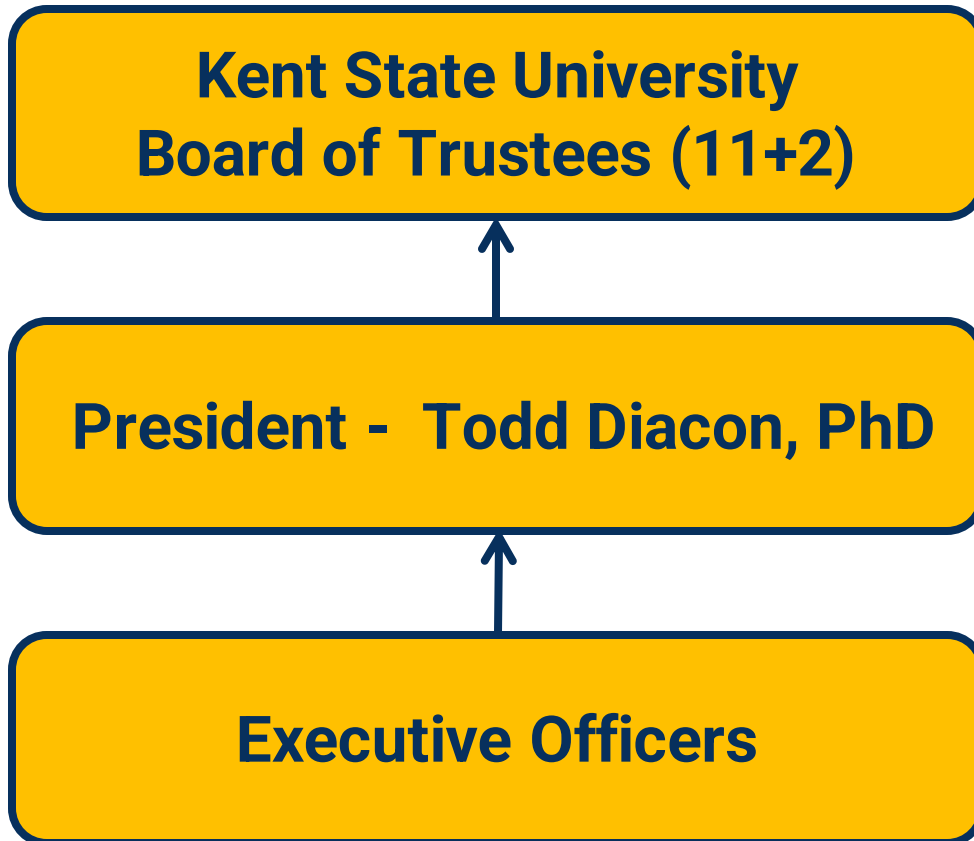 Kent State University
Board of Trustees (11+2)
President - Todd Diacon, PhD
Executive Officers